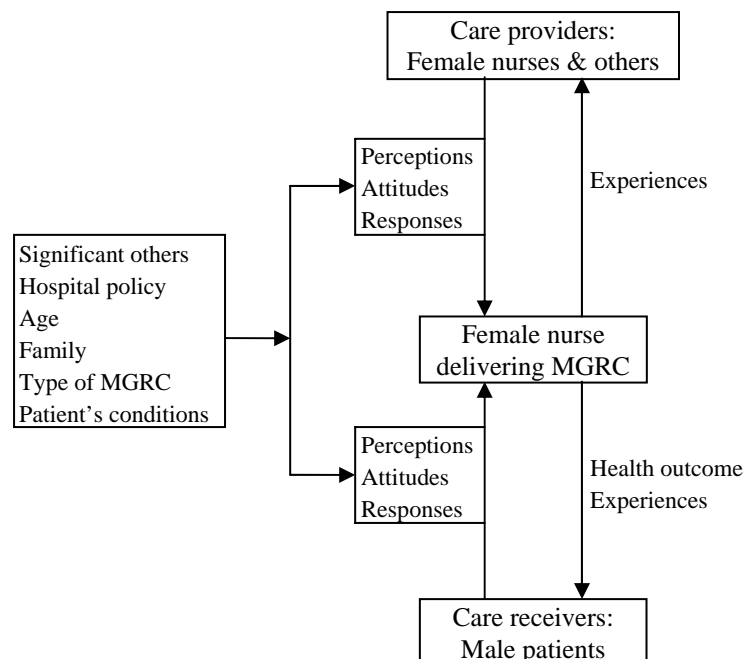 Care providers:
Female nurses & others
Perceptions
Attitudes
Responses
Experiences
Significant others
Hospital policy
Age
Family
Type of MGRC
Patient's conditions
Female nurse
delivering MGRC
Perceptions
Attitudes
Responses
Health outcome
Experiences
Care receivers:
Male patients